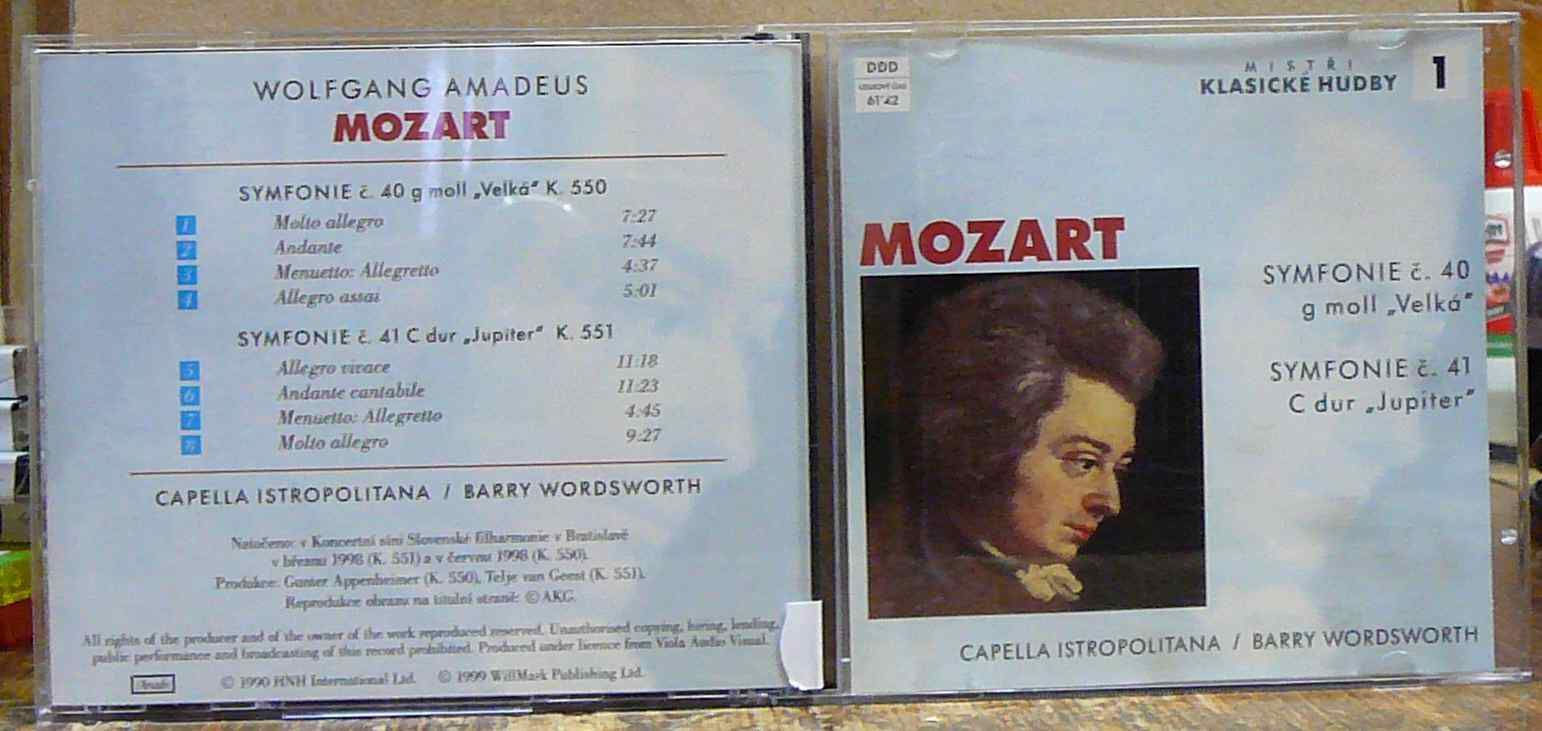 WOLFGANG AMADEUS
MOZART
SYMFONIE č. 40 g moll „Velká“ K. 550
1 Molto allegro 7:27
2 Andante 7:44
3 Menuetto: Allegretto 4:37
4 Allegro assai 5:01
SYMFONIE č. 41 C dur „Jupiter“ K. 551
5 Allegro vivace 11:18
6 Andante cantabile 11:23
7 Menuetto: Allegretto 4:45
8 Molto allegro 9:27
CAPELLA ISTROPOLITANA / BARRY WORDSWORTH
Natočeno: v Koncertní síni Slovenské filharmonie v Bratislavě
v březnu 1998 (K. 551) a v červnu 1998 (K. 550).
Produkce: Gunter Appenheimer (K. 550), Telje van Geest (K. 551).
Reprodukce obrazu na titulní straně: © AKG.
All rights of the producer and of the owner of the work reproduced reserved. Unauthorised copying, hiring, lending,
public performance and broadcasting of this record prohibited. Produced under licence from Viola Audio Visual.
© 1990 HNH International Ltd. © 1999 WillMark Publishing Ltd.
DDD
61'42
MISTŘI
KLASICKÉ HUDBY
1
MOZART
SYMFONIE č. 40
g moll „Velká“
SYMFONIE č. 41
C dur „Jupiter“
CAPELLA ISTROPOLITANA / BARRY WORDSWORTH